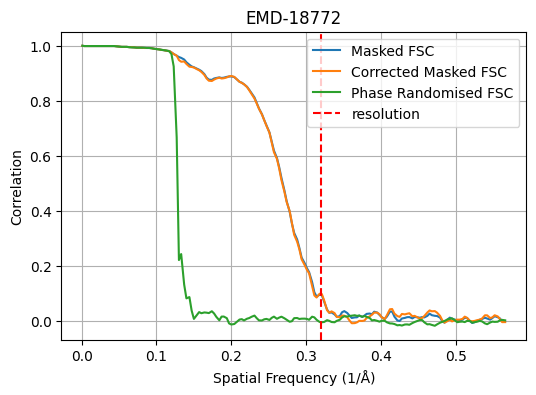 EMD-18772
Masked FSC
Corrected Masked FSC
Phase Randomised FSC
resolution
Correlation
1.0
0.8
0.6
0.4
0.2
0.0
0.0 0.1 0.2 0.3 0.4 0.5
Spatial Frequency (1/Å)